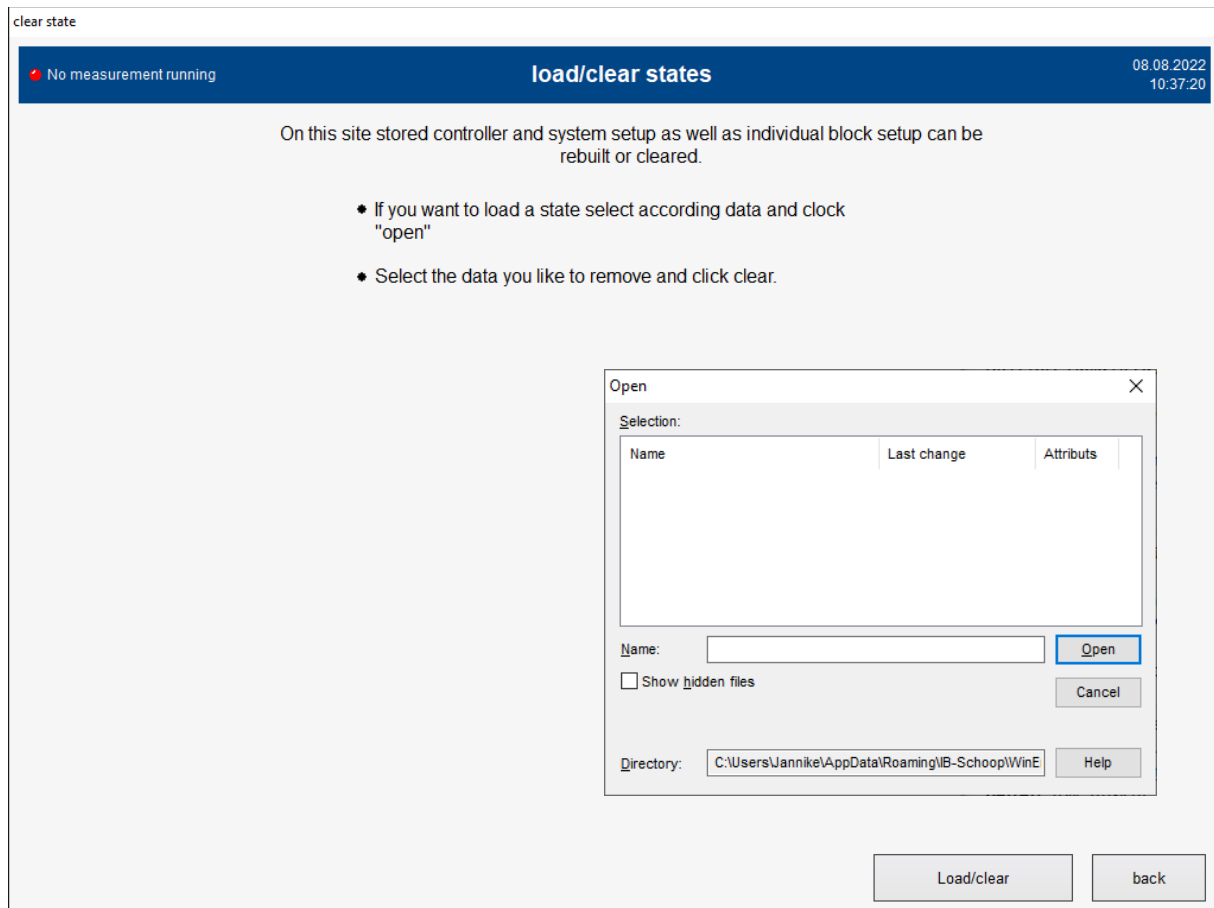 clear state
No measurement running
load/clear states
08.08.2022
10:37:20
On this site stored controller and system setup as well as individual block setup can be
rebuilt or cleared.
If you want to load a state select according data and clock
"open"
Select the data you like to remove and click clear.
Open
Selection:
Name Last change Attributs
Name:
Open
Show hidden files
Cancel
Directory: C:\Users\Jannike\AppData\Roaming\IB-Schoop\WinE
Help
Load/clear back